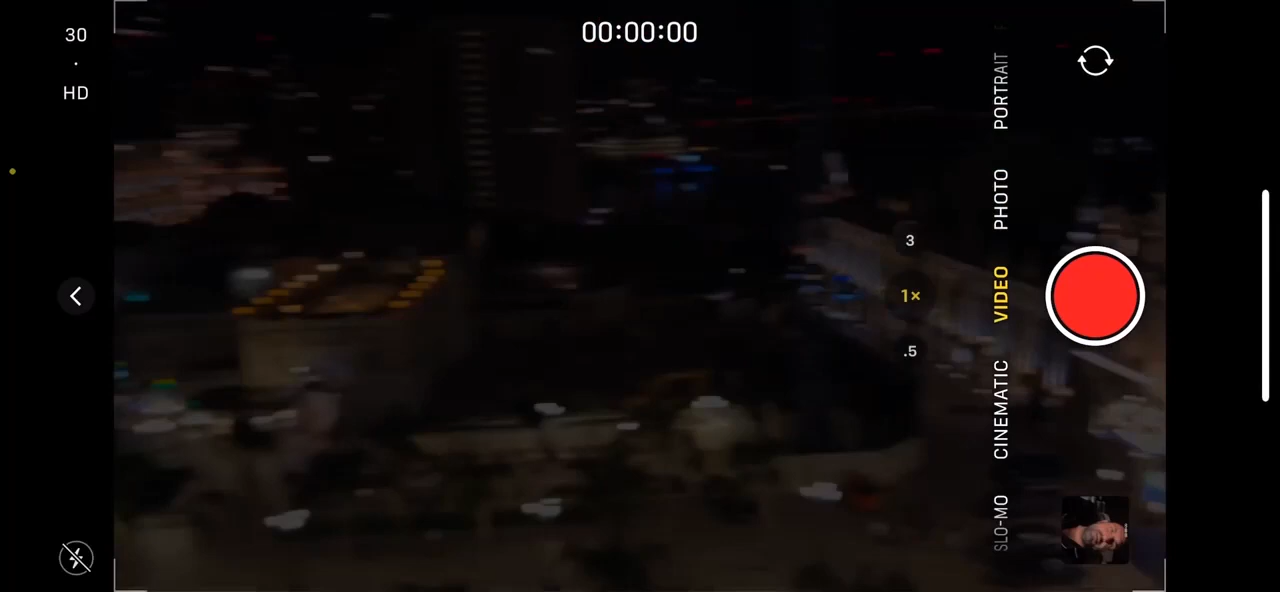 30
·
HD
00:00:00
3
1×
.5
PORTRAIT
PHOTO
VIDEO
CINEMATIC
SLO-MO